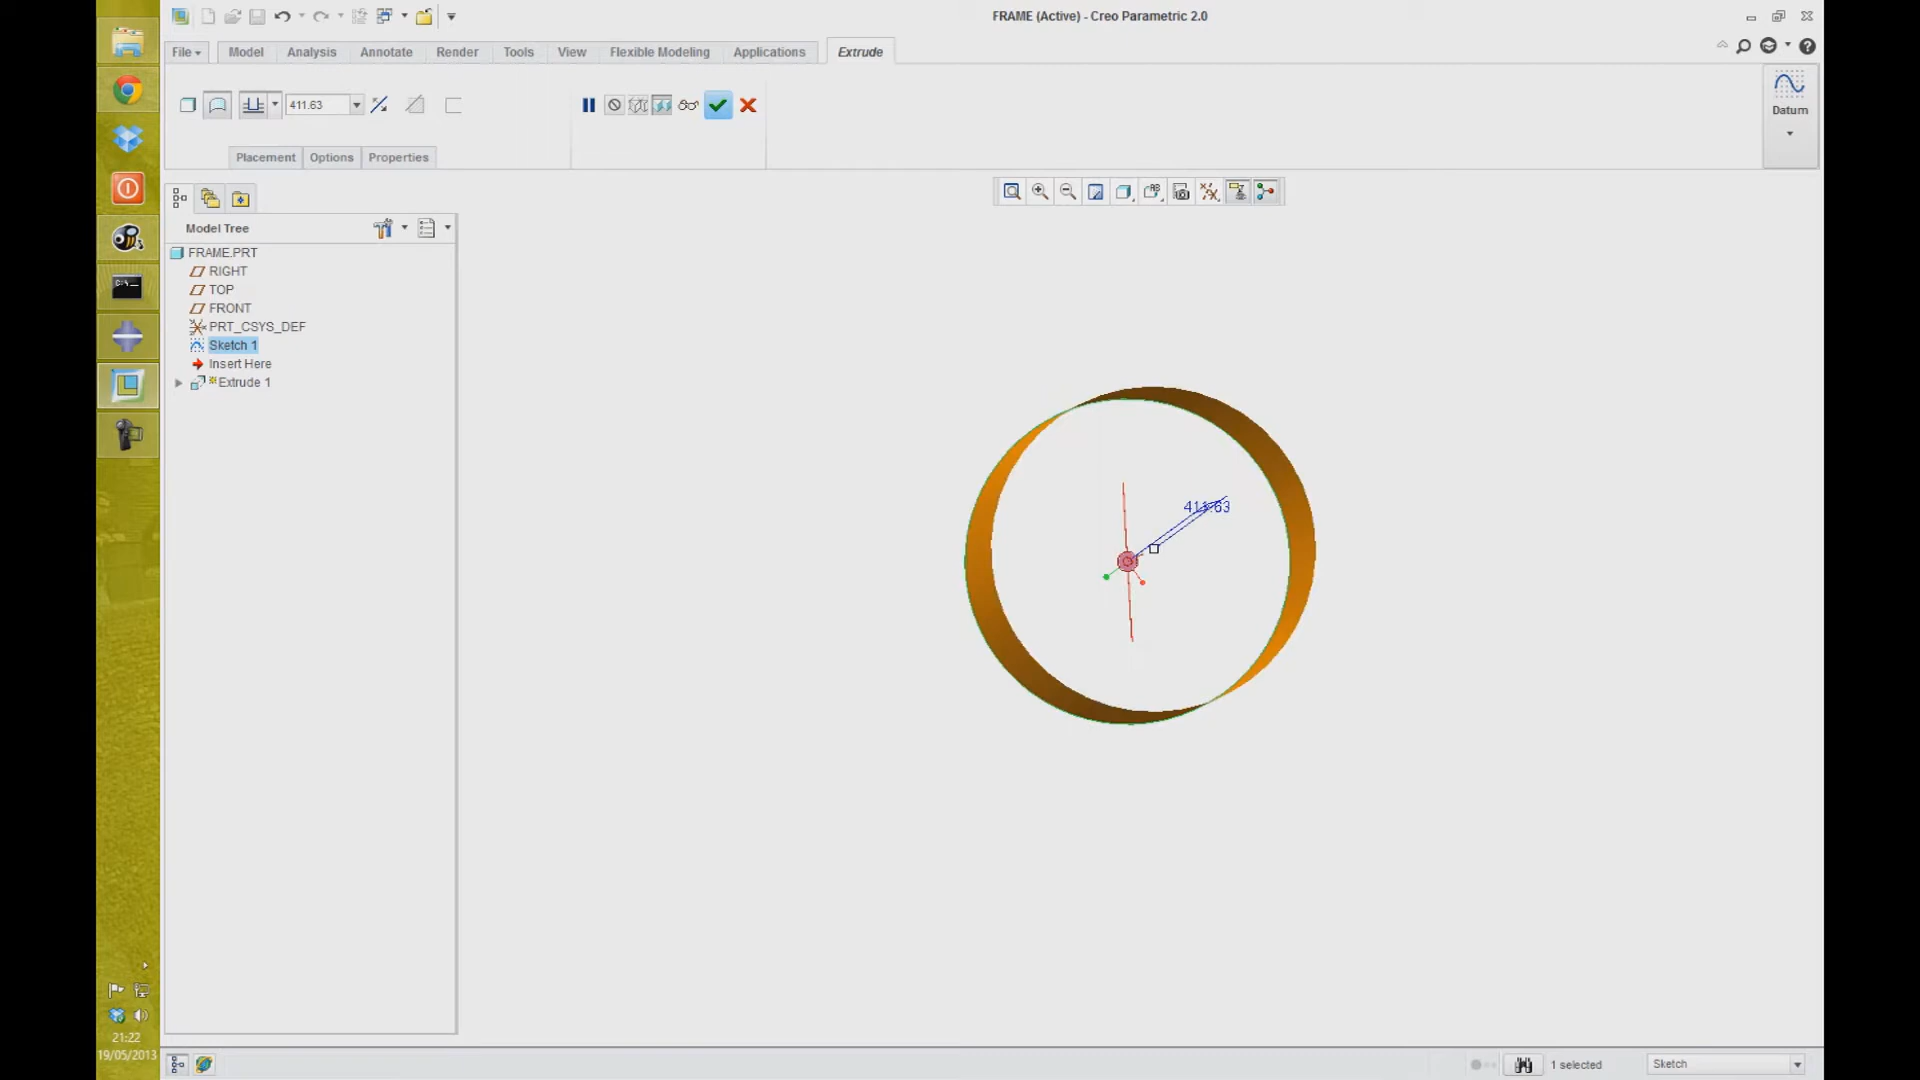 FRAME (Active) - Creo Parametric 2.0
File Model Analysis Annotate Render Tools View Flexible Modeling Applications Extrude
411.63
Datum
Placement Options Properties
Model Tree
FRAME.PRT
RIGHT
TOP
FRONT
PRT_CSYS_DEF
Sketch 1
Insert Here
Extrude 1
411.63
21:22
19/05/2013
1 selected
Sketch